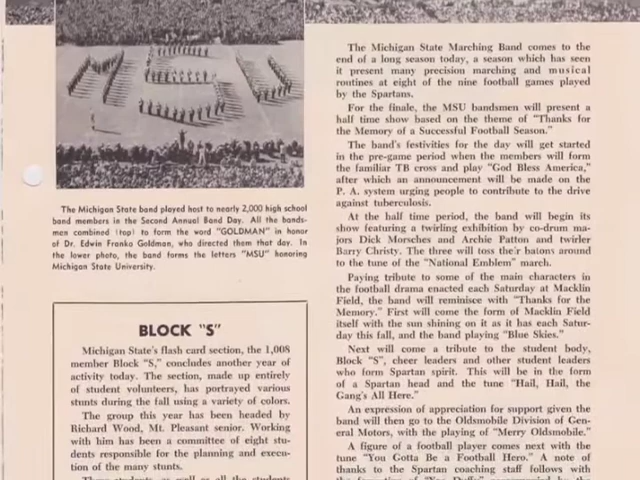 MSU
The Michigan State band played host to nearly 2,000 high school
band members in the Second Annual Band Day. All the bands-
men combined (top) to form the word "GOLDMAN" in honor
of Dr. Edwin Franko Goldman, who directed them that day. In
the lower photo, the band forms the letters "MSU" honoring
Michigan State University.
BLOCK "S"
Michigan State's flash card section, the 1,008
member Block "S," concludes another year of
activity today. The section, made up entirely
of student volunteers, has portrayed various
stunts during the fall using a variety of colors.
The group this year has been headed by
Richard Wood, Mt. Pleasant senior. Working
with him has been a committee of eight stu-
dents responsible for the planning and execu-
tion of the many stunts.
These students, as well as all the students
The Michigan State Marching Band comes to the
end of a long season today, a season which has seen
it present many precision marching and musical
routines at eight of the nine football games played
by the Spartans.
For the finale, the MSU bandsmen will present a
half time show based on the theme of "Thanks for
the Memory of a Successful Football Season."
The band's festivities for the day will get started
in the pre-game period when the members will form
the familiar TB cross and play "God Bless America,"
after which an announcement will be made on the
P. A. system urging people to contribute to the drive
against tuberculosis.
At the half time period, the band will begin its
show featuring a twirling exhibition by co-drum ma-
jors Dick Morsches and Archie Patton and twirler
Barry Christy. The three will toss their batons around
to the tune of the "National Emblem" march.
Paying tribute to some of the main characters in
the football drama enacted each Saturday at Macklin
Field, the band will reminisce with "Thanks for the
Memory." First will come the form of Macklin Field
itself with the sun shining on it as it has each Satur-
day this fall, and the band playing "Blue Skies."
Next will come a tribute to the student body,
Block "S", cheer leaders and other student leaders
who form Spartan spirit. This will be in the form
of a Spartan head and the tune "Hail, Hail, the
Gang's All Here."
An expression of appreciation for support given the
band will then go to the Oldsmobile Division of Gen-
eral Motors, with the playing of "Merry Oldsmobile."
A figure of a football player comes next with the
tune "You Gotta Be a Football Hero." A note of
thanks to the Spartan coaching staff follows with